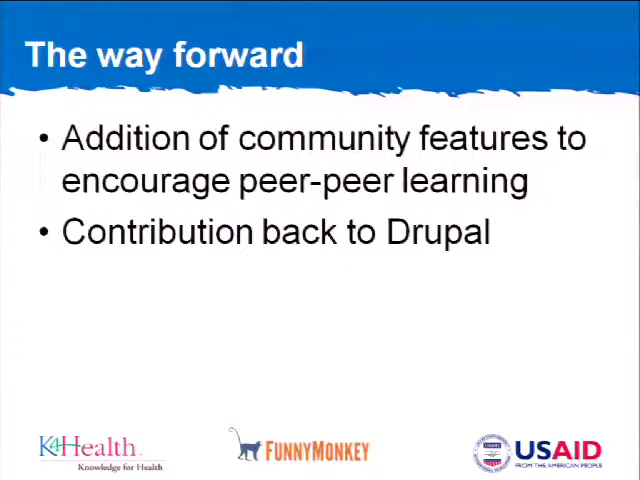 The way forward
• Addition of community features to
encourage peer-peer learning
• Contribution back to Drupal
K4Health
Knowledge for Health
FUNNYMONKEY
USAID
FROM THE AMERICAN PEOPLE